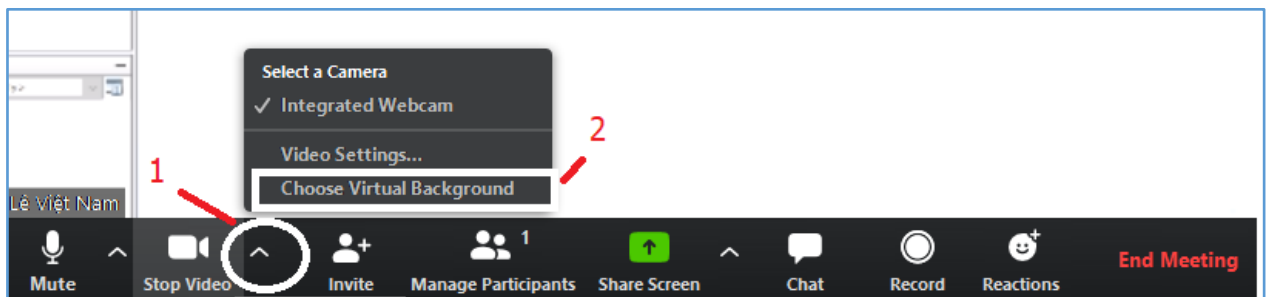 Select a Camera
✓ Integrated Webcam
Video Settings...
Choose Virtual Background
1
2
Lê Việt Nam
Mute
Stop Video
Invite
1
Manage Participants
Share Screen
Chat
Record
Reactions
End Meeting